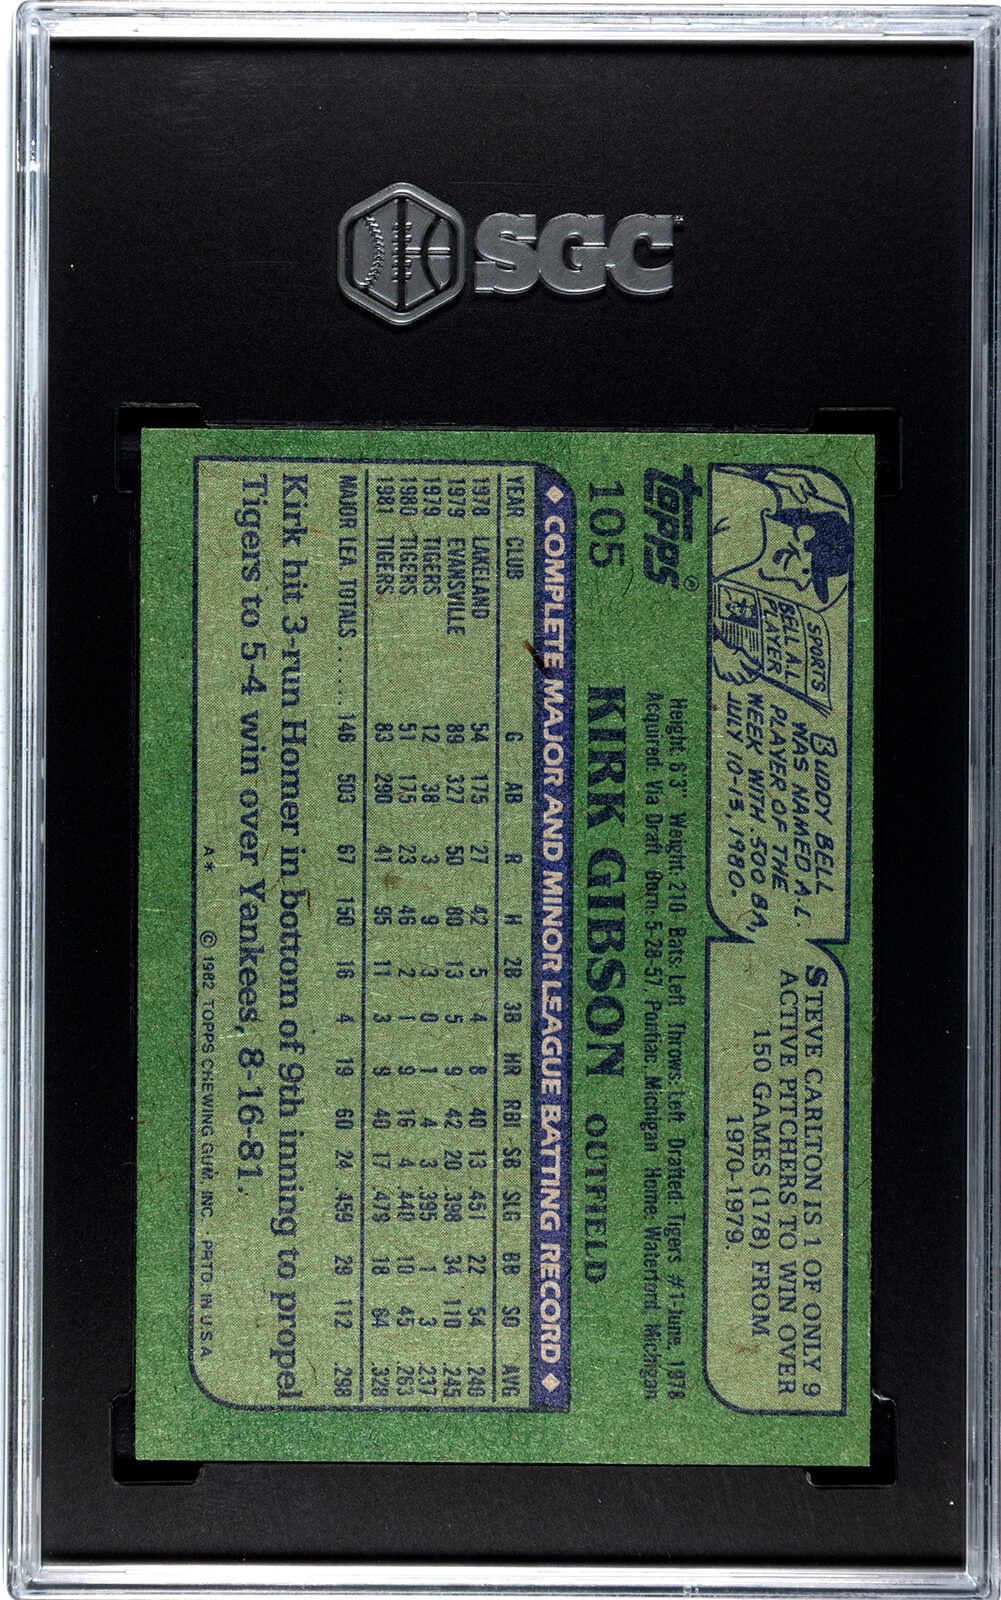 SGC
SPORTS
BELL A.L.
PLAYER
BUDDY BELL
WAS NAMED A.L.
PLAYER OF THE
WEEK WITH .500 BA,
JULY 10-13, 1980.
STEVE CARLTON IS 1 OF ONLY 9
ACTIVE PITCHERS TO WIN OVER
150 GAMES (178) FROM
1970-1979.
TOPPS®
105
Height: 6'3" Weight: 210 Bats: Left Throws: Left Drafted: Tigers #1-June, 1978
Acquired: Via Draft Born: 5-28-57, Pontiac, Michigan Home: Waterford, Michigan
KIRK GIBSON OUTFIELD
COMPLETE MAJOR AND MINOR LEAGUE BATTING RECORD
YEAR CLUB G AB R H 2B 3B HR RBI SB SLG BB SO AVG
1978 LAKELAND 54 175 27 42 5 4 8 40 13 .451 22 54 .240
1979 EVANSVILLE 89 327 50 80 13 5 9 42 20 .398 34 110 .245
1979 TIGERS 12 38 3 9 3 0 1 4 3 .395 1 3 .237
1980 TIGERS 51 175 23 46 2 1 9 16 4 .440 10 45 .263
1981 TIGERS 83 290 41 95 11 3 9 40 17 .479 18 64 .328
MAJOR LEA. TOTALS ...... 146 503 67 150 16 4 19 60 24 .459 29 112 .298
Kirk hit 3-run Homer in bottom of 9th inning to propel
Tigers to 5-4 win over Yankees, 8-16-81.
A* © 1982 TOPPS CHEWING GUM, INC. PRTD. IN U.S.A.